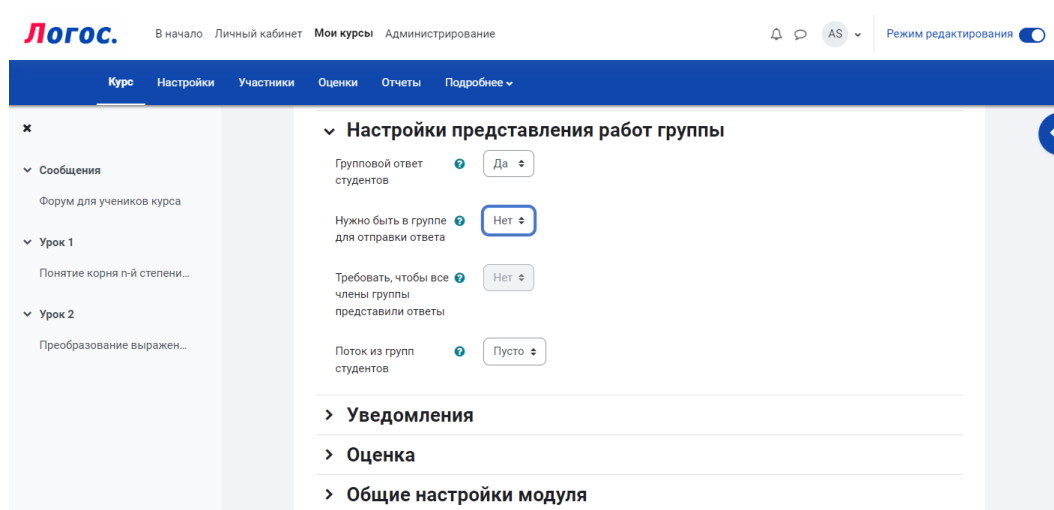 Логос.
В начало Личный кабинет Мои курсы Администрирование
AS
Режим редактирования
Курс Настройки Участники Оценки Отчеты Подробнее
Сообщения
Форум для учеников курса
Урок 1
Понятие корня n-й степени...
Урок 2
Преобразование выражен...
Настройки представления работ группы
Групповой ответ
студентов
Да
Нужно быть в группе
для отправки ответа
Нет
Требовать, чтобы все
члены группы
представили ответы
Нет
Поток из групп
студентов
Пусто
Уведомления
Оценка
Общие настройки модуля